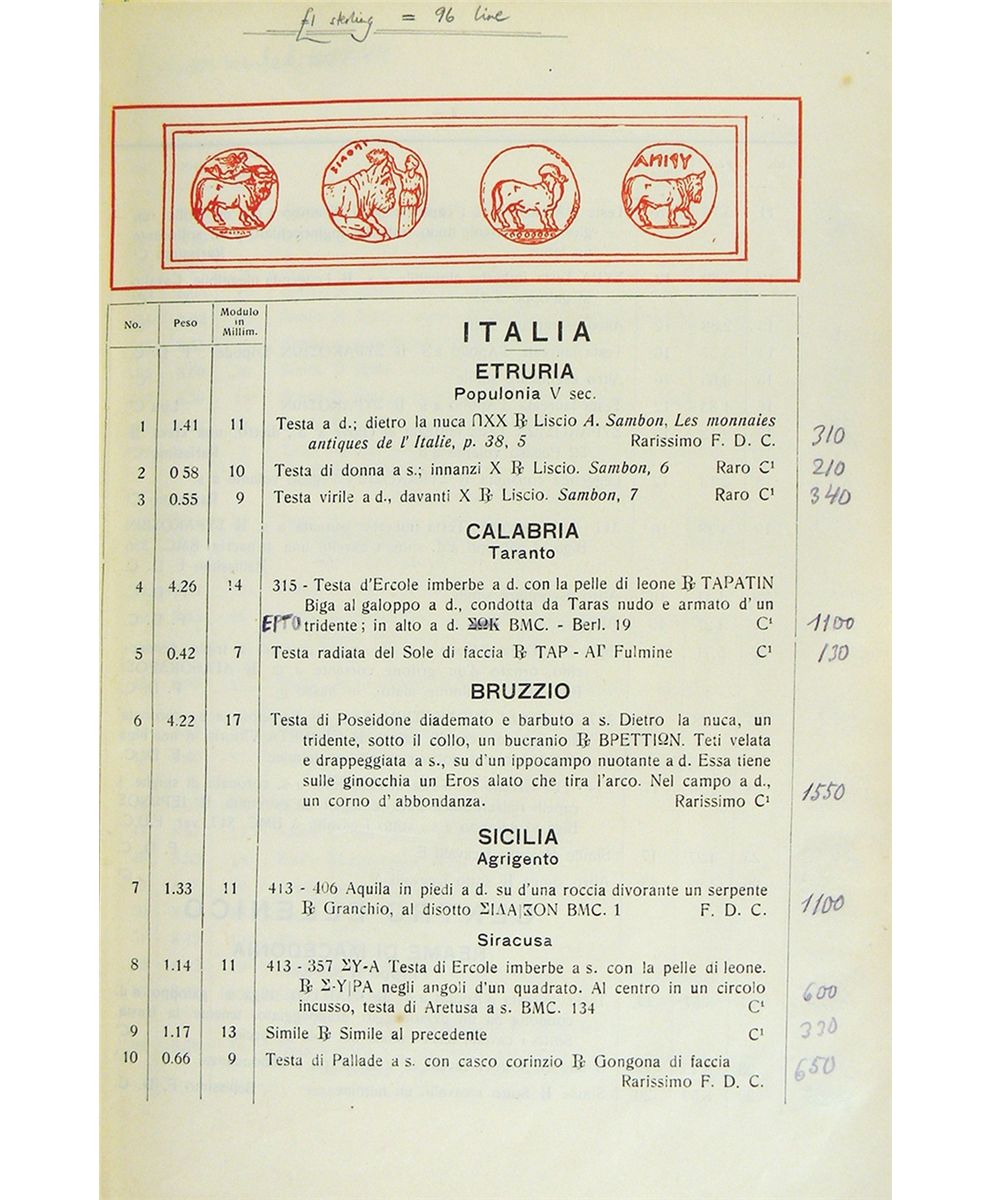 £1 sterling = 96 lire
ΑΜΙΨΥ
No.
Peso
Modulo
in
Millim.
ITALIA
ETRURIA
Populonia V sec.
1 1.41 11 Testa a d.; dietro la nuca ՈXX ℞ Liscio A. Sambon, Les monnaies
antiques de l' Italie, p. 38, 5 Rarissimo F. D. C. 310
2 0 58 10 Testa di donna a s.; innanzi X ℞ Liscio. Sambon, 6 Raro C¹ 210
3 0.55 9 Testa virile a d., davanti X ℞ Liscio. Sambon, 7 Raro C¹ 340
CALABRIA
Taranto
4 4.26 14 315 - Testa d'Ercole imberbe a d. con la pelle di leone ℞ TAPATIN
Biga al galoppo a d., condotta da Taras nudo e armato d' un
tridente; in alto a d. ΣΩΚ BMC. - Berl. 19 C¹ 1100
5 0.42 7 Testa radiata del Sole di faccia ℞ TAP - AΓ Fulmine C¹ 130
BRUZZIO
6 4.22 17 Testa di Poseidone diademato e barbuto a s. Dietro la nuca, un
tridente, sotto il collo, un bucranio ℞ ΒΡΕΤΤΙΩΝ. Teti velata
e drappeggiata a s., su d'un ippocampo nuotante a d. Essa tiene
sulle ginocchia un Eros alato che tira l'arco. Nel campo a d.,
un corno d' abbondanza. Rarissimo C¹ 1550
SICILIA
Agrigento
7 1.33 11 413 - 406 Aquila in piedi a d. su d'una roccia divorante un serpente
℞ Granchio, al disotto ΣΙΛΑ|ΖΟΝ BMC. 1 F. D. C. 1100
Siracusa
8 1.14 11 413 - 357 ΣΥ-Α Testa di Ercole imberbe a s. con la pelle di leone.
℞ Σ-Υ|ΡΑ negli angoli d'un quadrato. Al centro in un circolo
incusso, testa di Aretusa a s. BMC. 134 C¹ 600
9 1.17 13 Simile ℞ Simile al precedente C¹ 330
10 0.66 9 Testa di Pallade a s. con casco corinzio ℞ Gongona di faccia
Rarissimo F. D. C. 650